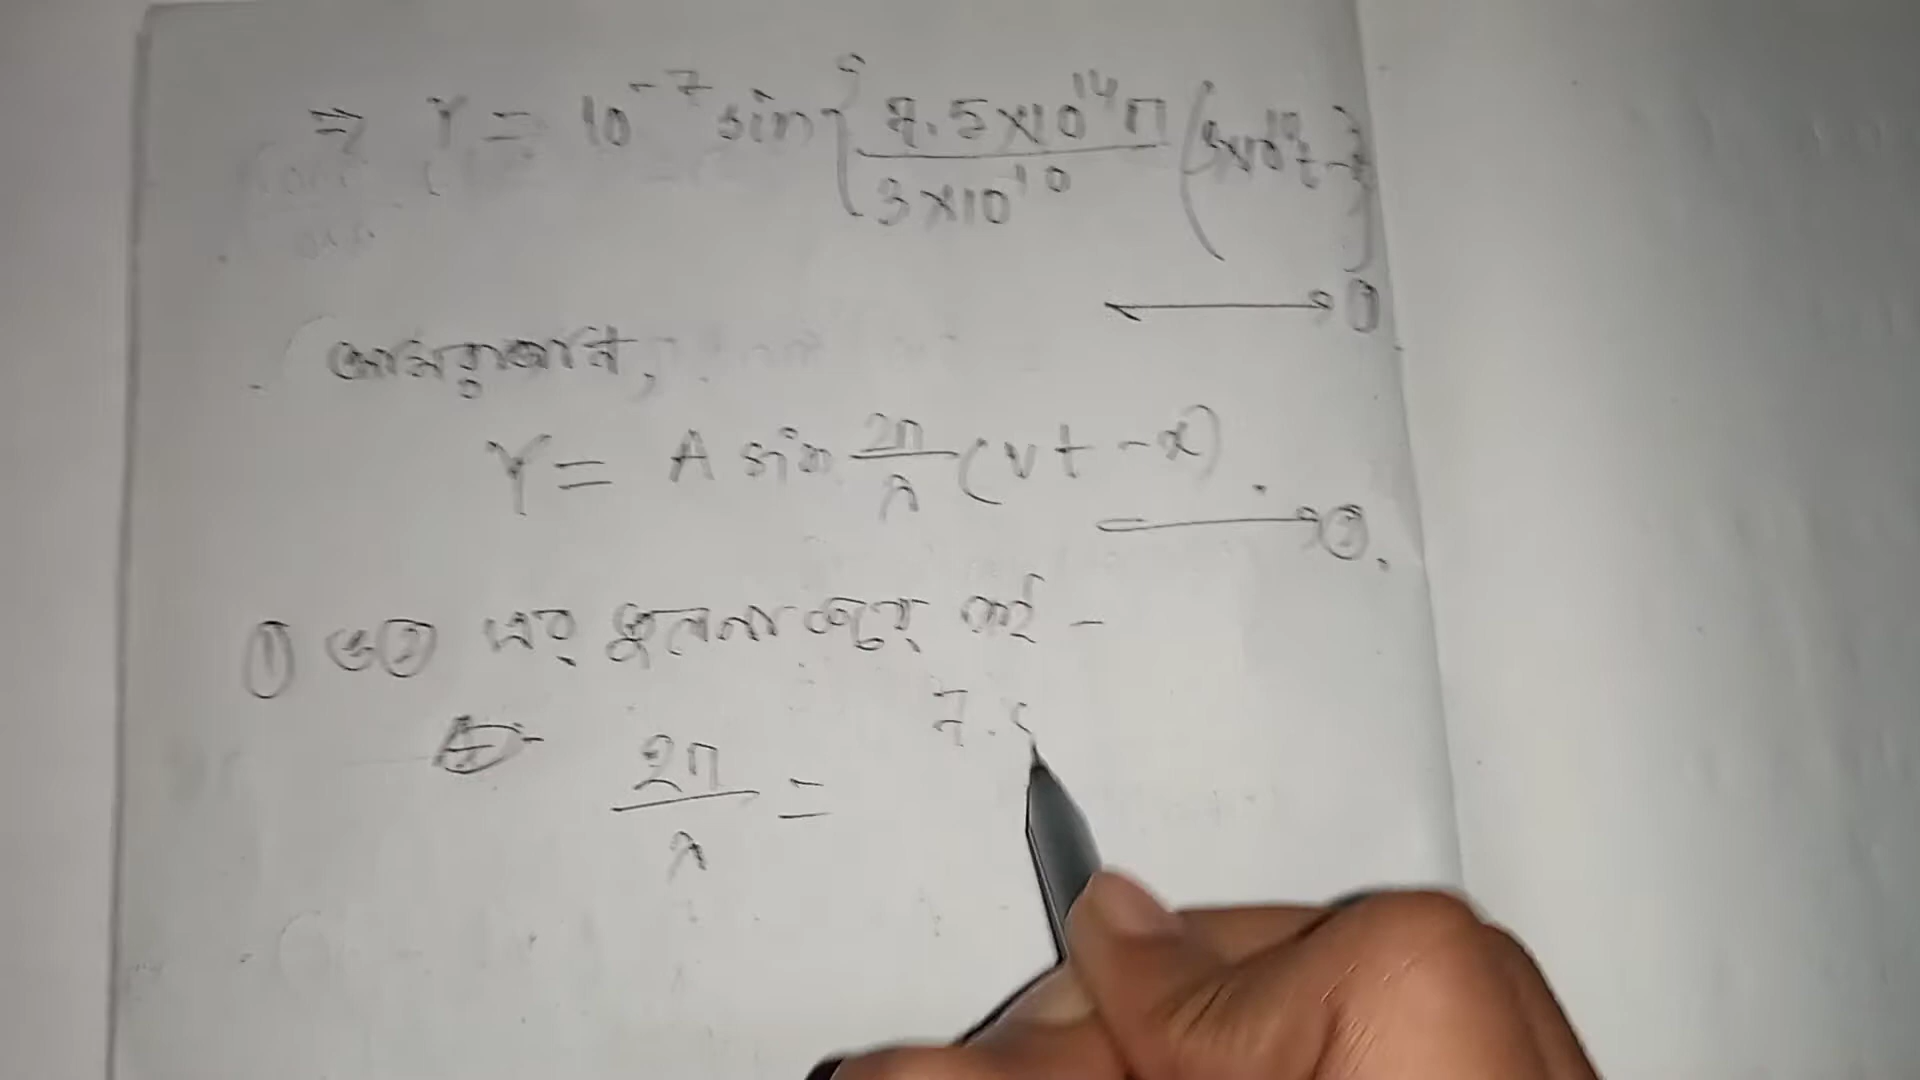 ⇒ Y = 10⁻⁷ sin { 7.5×10¹⁴π / 3×10¹⁰ (3×10¹⁰t - x)
①
আমরা জানি,
Y = A sin 2π/λ (vt - x)
②.
① ও ② এর তুলনা করে পাই -
2π/λ = 7.5